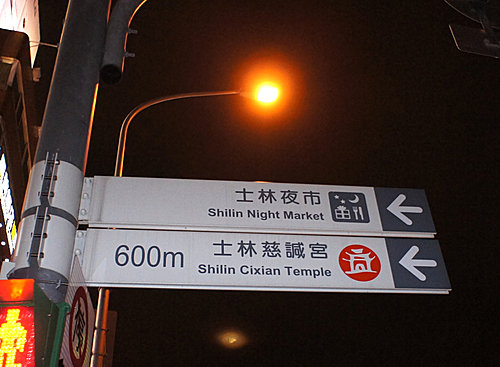 士林夜市
Shilin Night Market
600m
士林慈諴宮
Shilin Cixian Temple